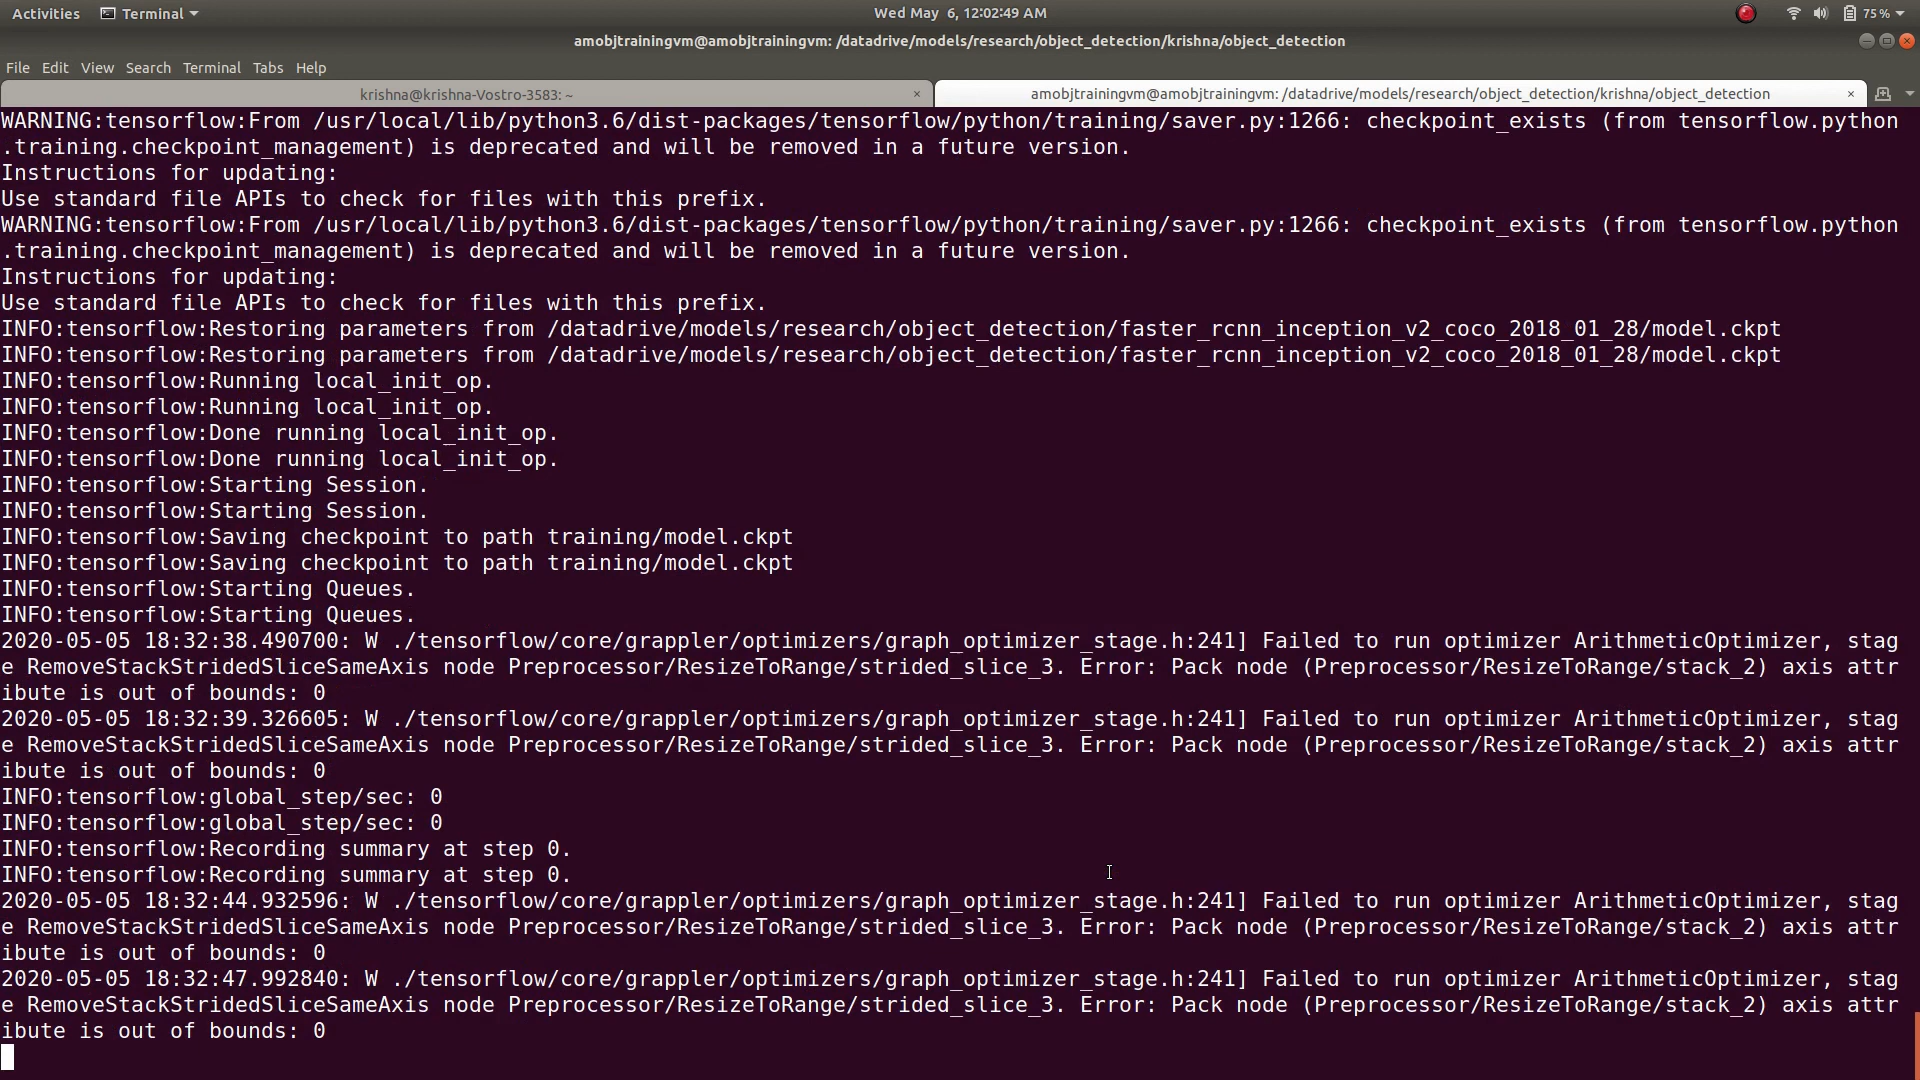 Activities Terminal Wed May 6, 12:02:49 AM 75%
amobjtrainingvm@amobjtrainingvm: /datadrive/models/research/object_detection/krishna/object_detection
File Edit View Search Terminal Tabs Help
krishna@krishna-Vostro-3583: ~ × amobjtrainingvm@amobjtrainingvm: /datadrive/models/research/object_detection/krishna/object_detection ×
WARNING:tensorflow:From /usr/local/lib/python3.6/dist-packages/tensorflow/python/training/saver.py:1266: checkpoint_exists (from tensorflow.python
.training.checkpoint_management) is deprecated and will be removed in a future version.
Instructions for updating:
Use standard file APIs to check for files with this prefix.
WARNING:tensorflow:From /usr/local/lib/python3.6/dist-packages/tensorflow/python/training/saver.py:1266: checkpoint_exists (from tensorflow.python
.training.checkpoint_management) is deprecated and will be removed in a future version.
Instructions for updating:
Use standard file APIs to check for files with this prefix.
INFO:tensorflow:Restoring parameters from /datadrive/models/research/object_detection/faster_rcnn_inception_v2_coco_2018_01_28/model.ckpt
INFO:tensorflow:Restoring parameters from /datadrive/models/research/object_detection/faster_rcnn_inception_v2_coco_2018_01_28/model.ckpt
INFO:tensorflow:Running local_init_op.
INFO:tensorflow:Running local_init_op.
INFO:tensorflow:Done running local_init_op.
INFO:tensorflow:Done running local_init_op.
INFO:tensorflow:Starting Session.
INFO:tensorflow:Starting Session.
INFO:tensorflow:Saving checkpoint to path training/model.ckpt
INFO:tensorflow:Saving checkpoint to path training/model.ckpt
INFO:tensorflow:Starting Queues.
INFO:tensorflow:Starting Queues.
2020-05-05 18:32:38.490700: W ./tensorflow/core/grappler/optimizers/graph_optimizer_stage.h:241] Failed to run optimizer ArithmeticOptimizer, stag
e RemoveStackStridedSliceSameAxis node Preprocessor/ResizeToRange/strided_slice_3. Error: Pack node (Preprocessor/ResizeToRange/stack_2) axis attr
ibute is out of bounds: 0
2020-05-05 18:32:39.326605: W ./tensorflow/core/grappler/optimizers/graph_optimizer_stage.h:241] Failed to run optimizer ArithmeticOptimizer, stag
e RemoveStackStridedSliceSameAxis node Preprocessor/ResizeToRange/strided_slice_3. Error: Pack node (Preprocessor/ResizeToRange/stack_2) axis attr
ibute is out of bounds: 0
INFO:tensorflow:global_step/sec: 0
INFO:tensorflow:global_step/sec: 0
INFO:tensorflow:Recording summary at step 0.
INFO:tensorflow:Recording summary at step 0.
2020-05-05 18:32:44.932596: W ./tensorflow/core/grappler/optimizers/graph_optimizer_stage.h:241] Failed to run optimizer ArithmeticOptimizer, stag
e RemoveStackStridedSliceSameAxis node Preprocessor/ResizeToRange/strided_slice_3. Error: Pack node (Preprocessor/ResizeToRange/stack_2) axis attr
ibute is out of bounds: 0
2020-05-05 18:32:47.992840: W ./tensorflow/core/grappler/optimizers/graph_optimizer_stage.h:241] Failed to run optimizer ArithmeticOptimizer, stag
e RemoveStackStridedSliceSameAxis node Preprocessor/ResizeToRange/strided_slice_3. Error: Pack node (Preprocessor/ResizeToRange/stack_2) axis attr
ibute is out of bounds: 0